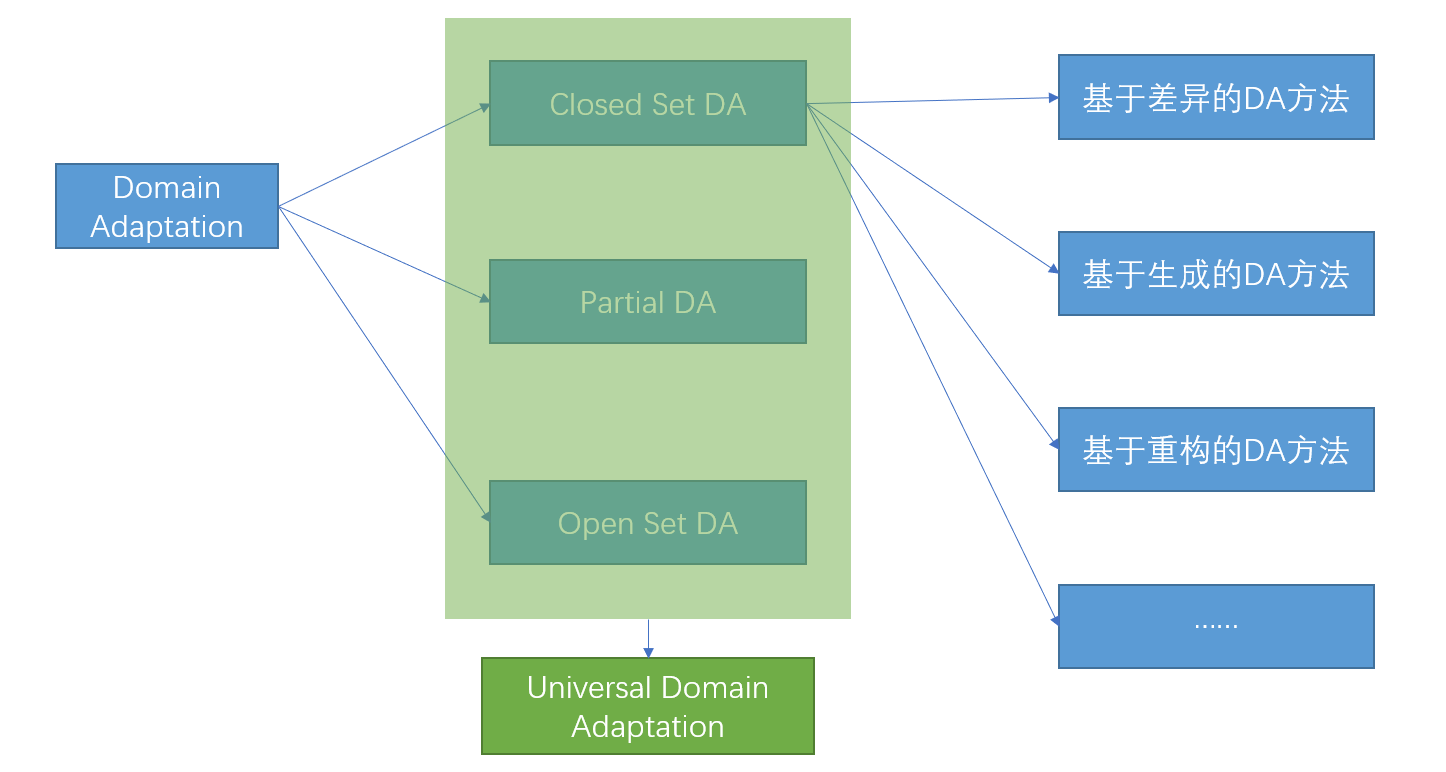 Domain
Adaptation
Closed Set DA
Partial DA
Open Set DA
Universal Domain
Adaptation
基于差异的DA方法
基于生成的DA方法
基于重构的DA方法
……